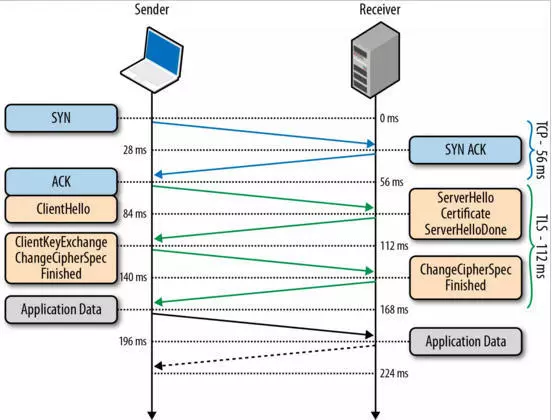 Sender
Receiver
SYN
0 ms
28 ms
SYN ACK
TCP - 56 ms
ACK
56 ms
ClientHello
84 ms
ServerHello
Certificate
ServerHelloDone
ClientKeyExchange
ChangeCipherSpec
Finished
112 ms
TLS - 112 ms
140 ms
ChangeCipherSpec
Finished
Application Data
168 ms
196 ms
Application Data
224 ms